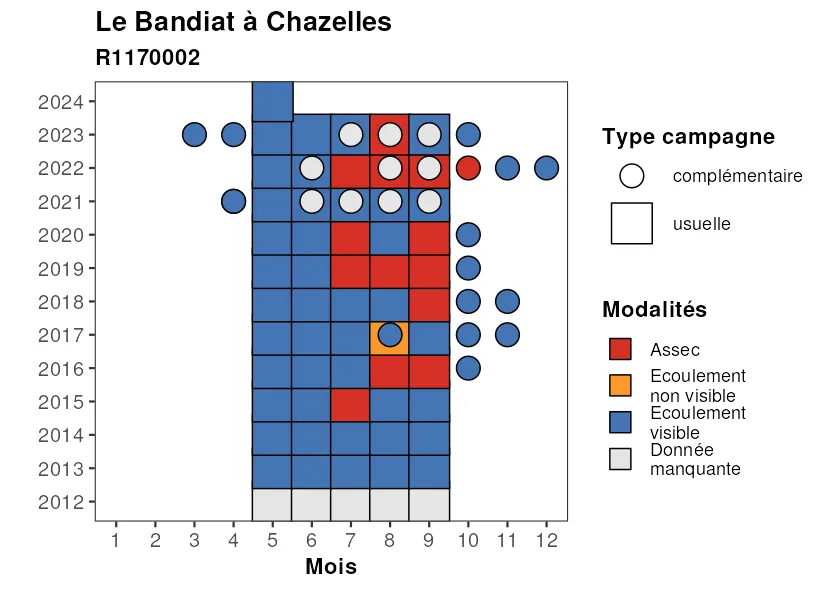 Le Bandiat à Chazelles
R1170002
2024
2023
2022
2021
2020
2019
2018
2017
2016
2015
2014
2013
2012
1 2 3 4 5 6 7 8 9 10 11 12
Mois
Type campagne
complémentaire
usuelle
Modalités
Assec
Ecoulement
non visible
Ecoulement
visible
Donnée
manquante